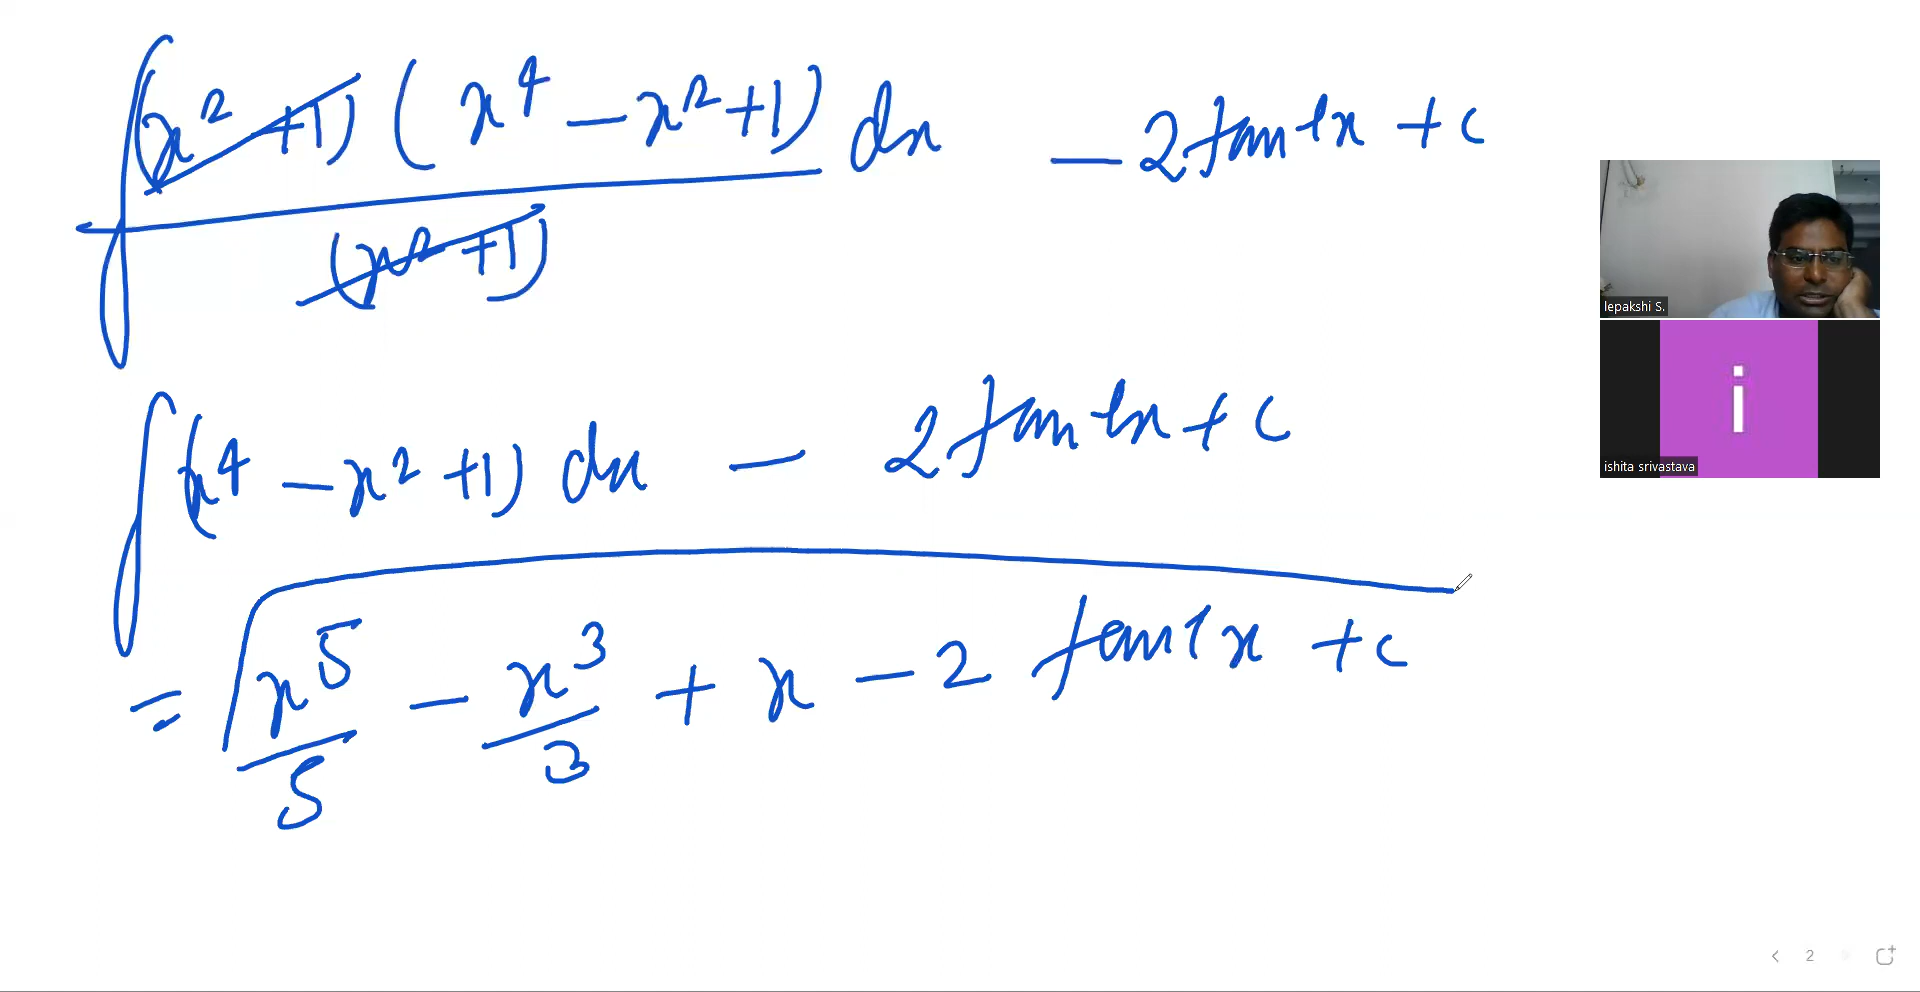 ∫ (x² + 1) (x⁴ − x² + 1) / (x² + 1) dx − 2 tan⁻¹x + c
∫ (x⁴ − x² + 1) dx − 2 tan⁻¹x + c
= x⁵/5 − x³/3 + x − 2 tan⁻¹x + c
lepakshi S.
i
ishita srivastava
2